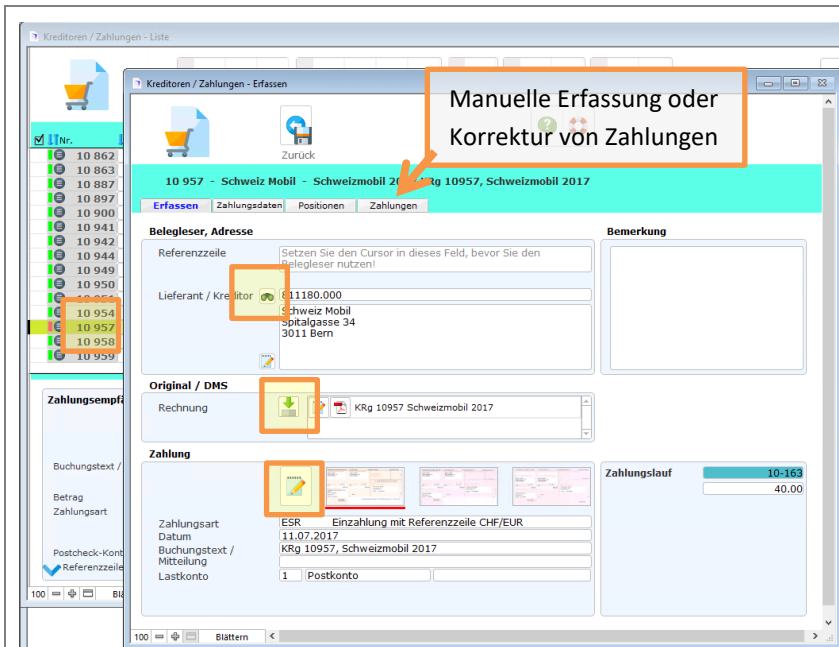 Kreditoren / Zahlungen - Liste
Kreditoren / Zahlungen - Erfassen
Manuelle Erfassung oder
Korrektur von Zahlungen
Zurück
10 957 - Schweiz Mobil - Schweizmobil 20 KRg 10957, Schweizmobil 2017
Erfassen Zahlungsdaten Positionen Zahlungen
Nr.
10 862
10 863
10 887
10 897
10 900
10 941
10 942
10 944
10 949
10 950
10 954
10 957
10 958
10 959
Belegleser, Adresse
Referenzzeile
Setzen Sie den Cursor in dieses Feld, bevor Sie den
Belegleser nutzen!
Lieferant / Kreditor
811180.000
Schweiz Mobil
Spitalgasse 34
3011 Bern
Bemerkung
Original / DMS
Rechnung
KRg 10957 Schweizmobil 2017
Zahlung
Zahlungsart ESR Einzahlung mit Referenzzeile CHF/EUR
Datum 11.07.2017
Buchungstext / KRg 10957, Schweizmobil 2017
Mitteilung
Lastkonto 1 Postkonto
Zahlungslauf 10-163
40.00
Zahlungsempfä
Buchungstext /
Betrag
Zahlungsart
Postcheck-Kont
Referenzzeile
100 Blä
100 Blättern